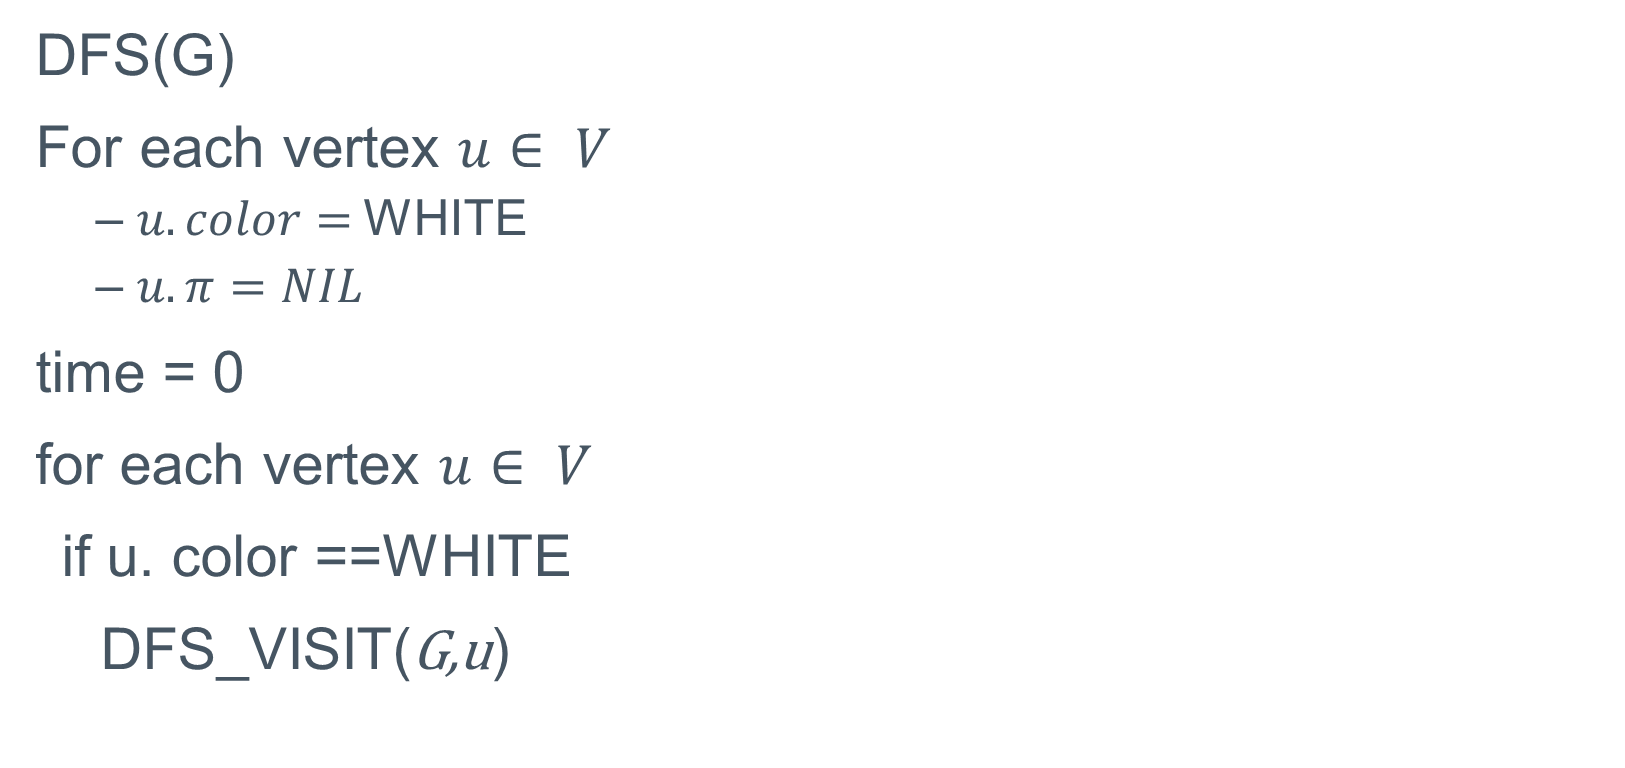 DFS(G)
For each vertex 𝑢 ∈ 𝑉
– 𝑢. 𝑐𝑜𝑙𝑜𝑟 = WHITE
– 𝑢. 𝜋 = 𝑁𝐼𝐿
time = 0
for each vertex 𝑢 ∈ 𝑉
if u. color ==WHITE
DFS_VISIT(𝐺,𝑢)